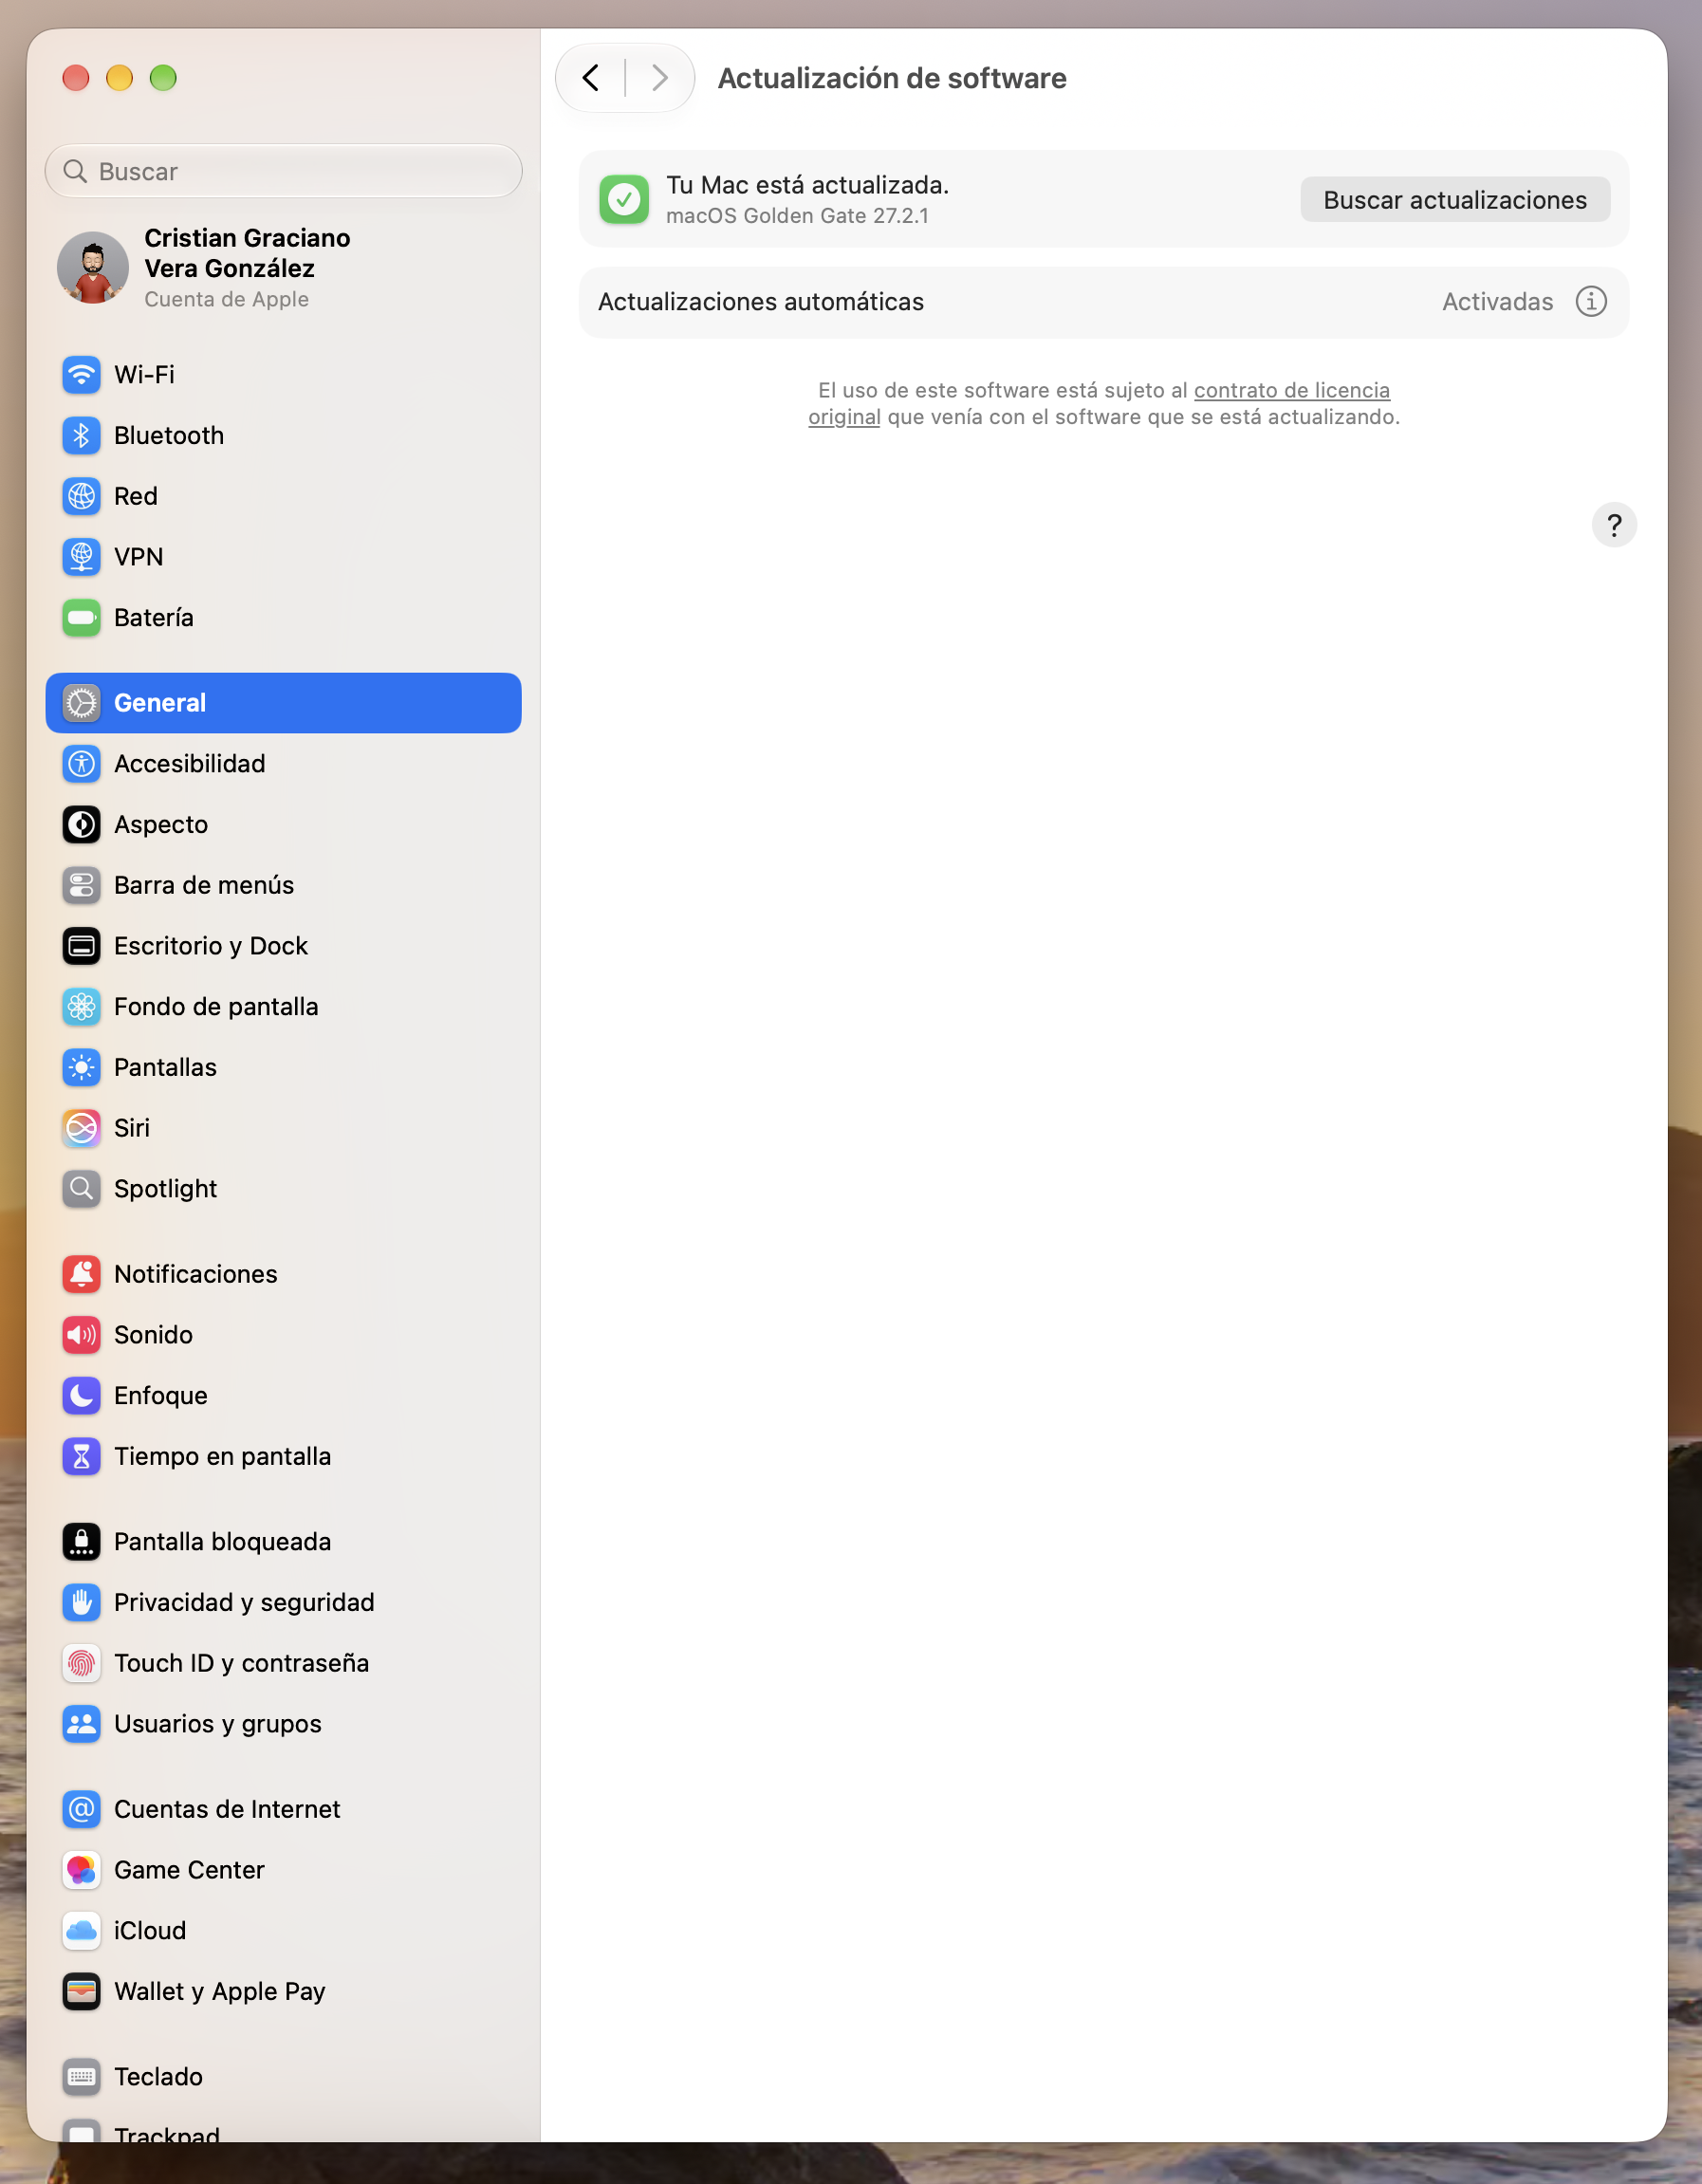 Buscar
Cristian Graciano
Vera González
Cuenta de Apple
Wi-Fi
Bluetooth
Red
VPN
Batería
General
Accesibilidad
Aspecto
Barra de menús
Escritorio y Dock
Fondo de pantalla
Pantallas
Siri
Spotlight
Notificaciones
Sonido
Enfoque
Tiempo en pantalla
Pantalla bloqueada
Privacidad y seguridad
Touch ID y contraseña
Usuarios y grupos
Cuentas de Internet
Game Center
iCloud
Wallet y Apple Pay
Teclado
Trackpad
Actualización de software
Tu Mac está actualizada.
macOS Golden Gate 27.2.1
Buscar actualizaciones
Actualizaciones automáticas
Activadas
El uso de este software está sujeto al contrato de licencia
original que venía con el software que se está actualizando.
?